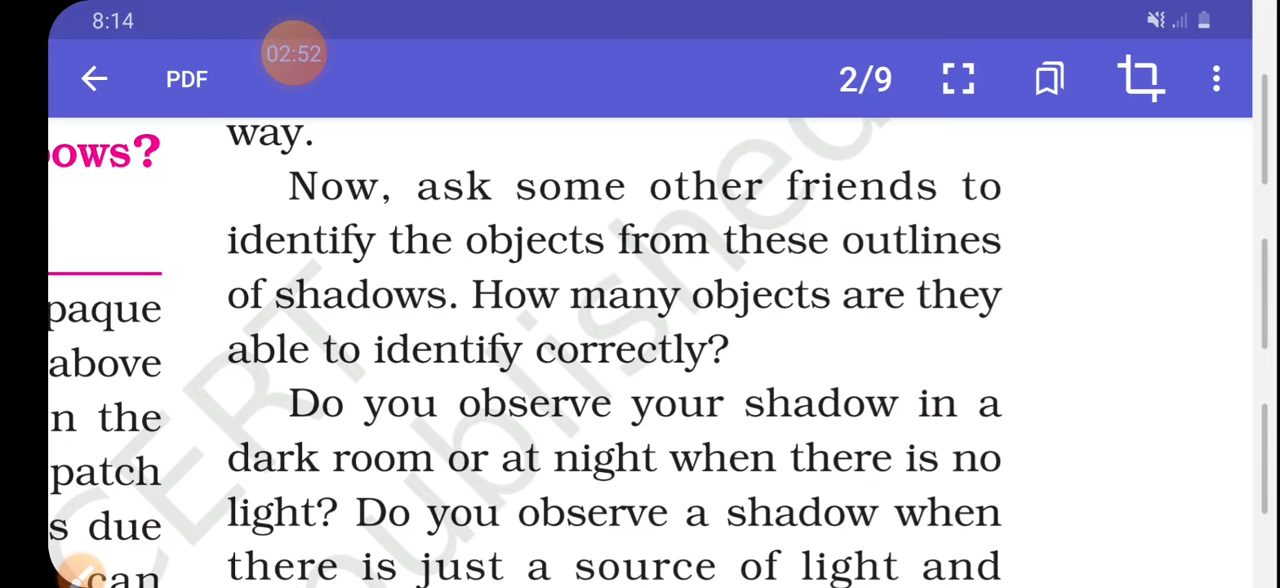 8:14
02:52
PDF
2/9
ows?
paque
above
n the
patch
s due
can
way.
Now, ask some other friends to
identify the objects from these outlines
of shadows. How many objects are they
able to identify correctly?
Do you observe your shadow in a
dark room or at night when there is no
light? Do you observe a shadow when
there is just a source of light and